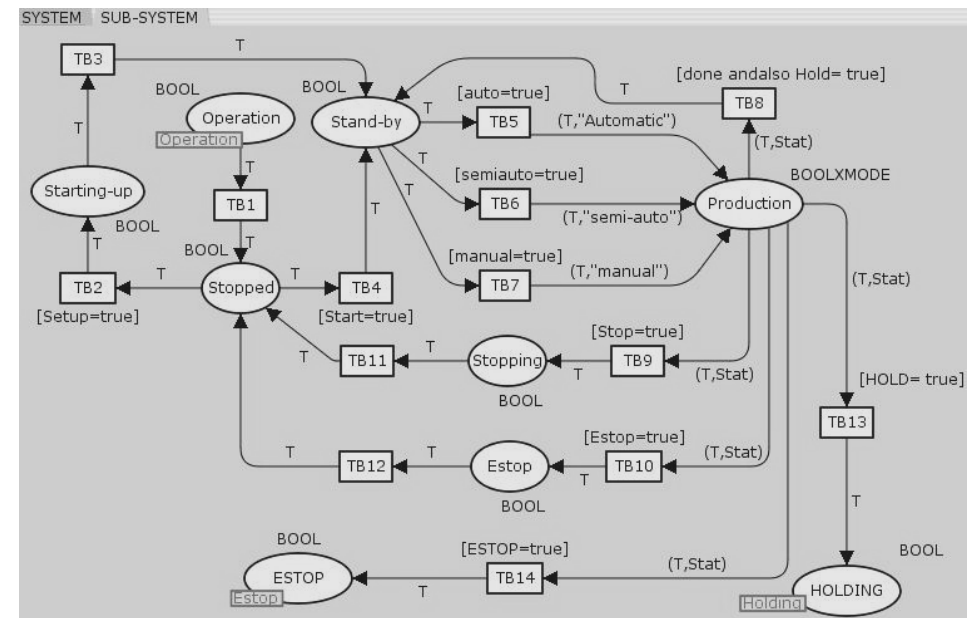 SYSTEM SUB-SYSTEM
TB3
T
BOOL
Operation
Operation
BOOL
Stand-by
T
[auto=true]
TB5
(T,"Automatic")
T
[done andalso Hold= true]
TB8
(T,Stat)
T
Starting-up
BOOL
T
TB1
T
BOOL
T
[semiauto=true]
TB6
(T,"semi-auto")
BOOLXMODE
Production
T
TB2
[Setup=true]
T
Stopped
T
TB4
[Start=true]
T
T
[manual=true]
TB7
(T,"manual")
(T,Stat)
T
TB11
T
Stopping
BOOL
T
[Stop=true]
TB9
(T,Stat)
[HOLD= true]
TB13
T
T
TB12
T
Estop
BOOL
T
[Estop=true]
TB10
(T,Stat)
BOOL
ESTOP
Estop
T
[ESTOP=true]
TB14
(T,Stat)
BOOL
HOLDING
Holding